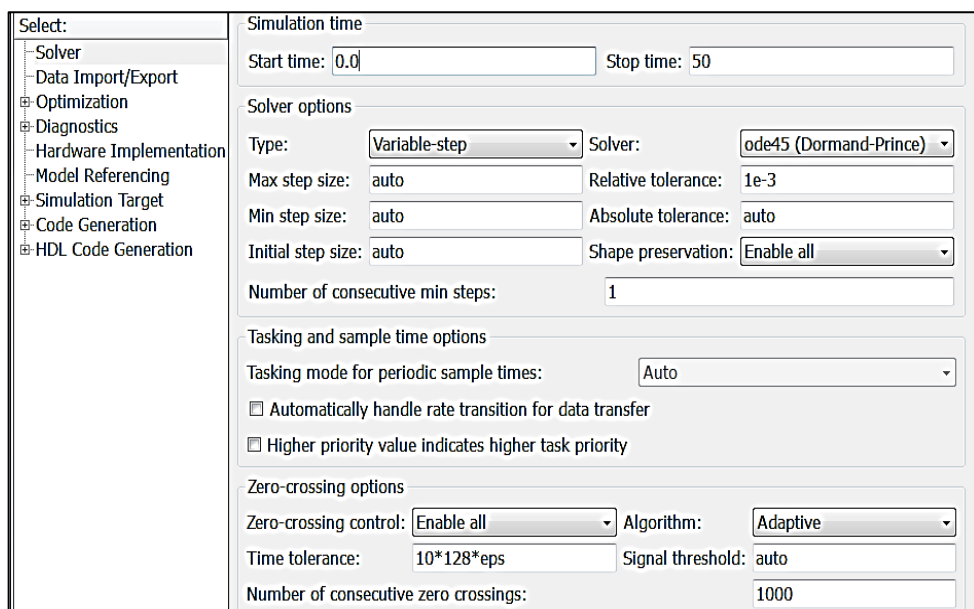 Select:
Solver
Data Import/Export
Optimization
Diagnostics
Hardware Implementation
Model Referencing
Simulation Target
Code Generation
HDL Code Generation
Simulation time
Start time: 0.0 Stop time: 50
Solver options
Type: Variable-step Solver: ode45 (Dormand-Prince)
Max step size: auto Relative tolerance: 1e-3
Min step size: auto Absolute tolerance: auto
Initial step size: auto Shape preservation: Enable all
Number of consecutive min steps: 1
Tasking and sample time options
Tasking mode for periodic sample times: Auto
Automatically handle rate transition for data transfer
Higher priority value indicates higher task priority
Zero-crossing options
Zero-crossing control: Enable all Algorithm: Adaptive
Time tolerance: 10*128*eps Signal threshold: auto
Number of consecutive zero crossings: 1000